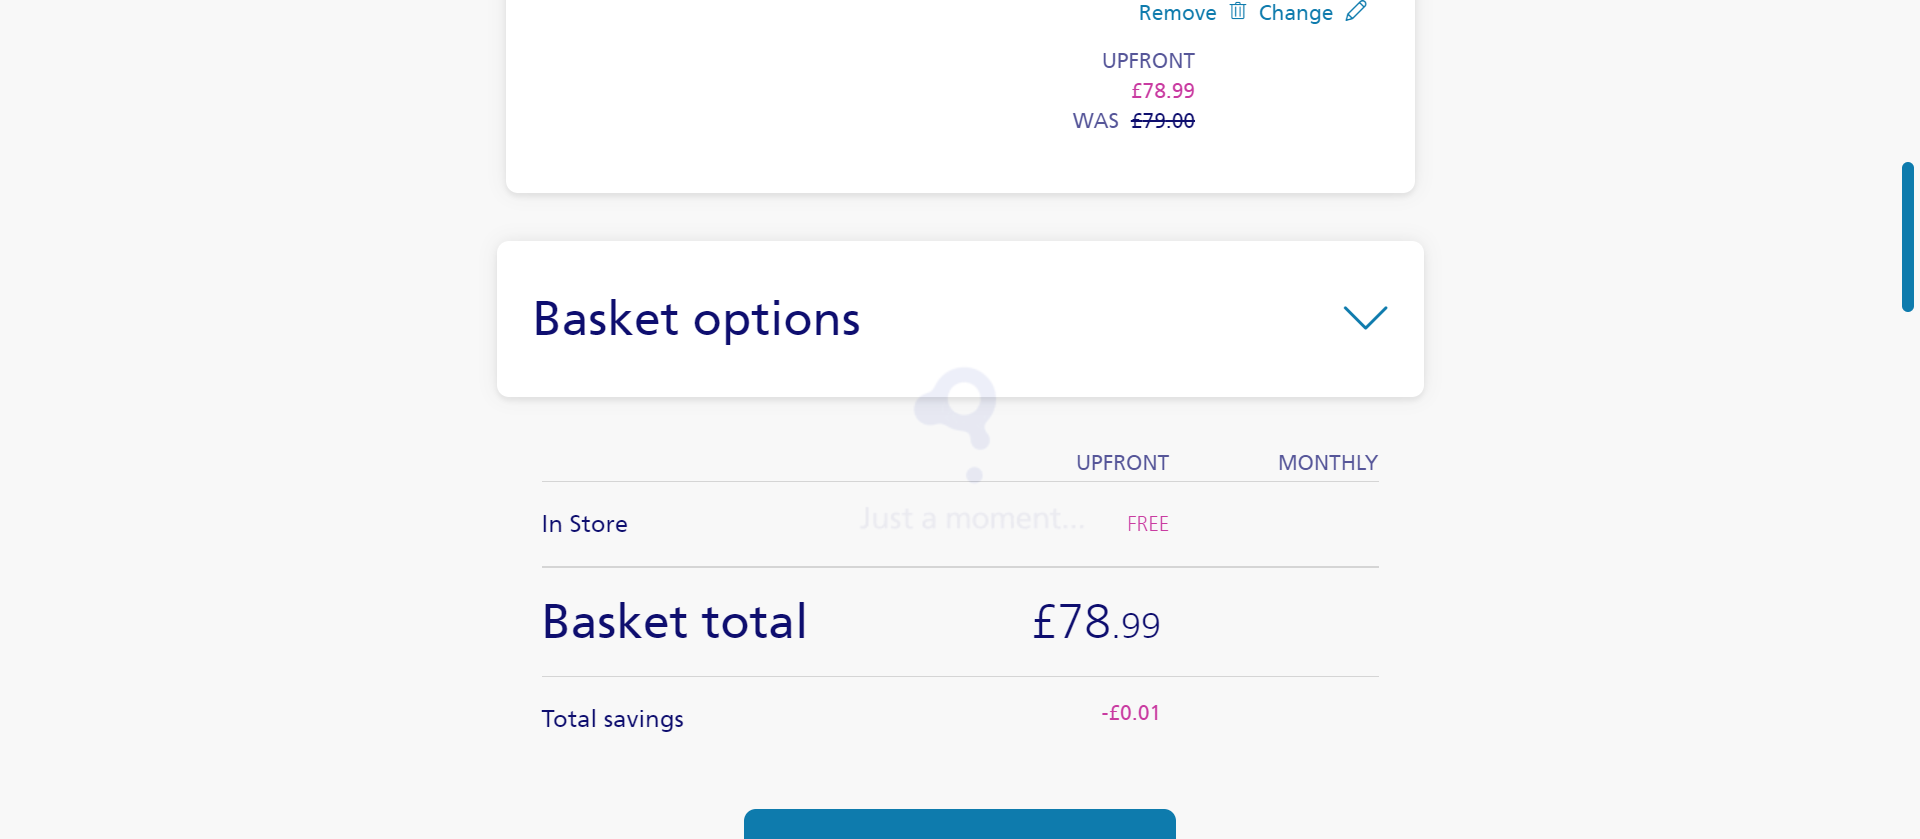 Remove Change
UPFRONT
£78.99
WAS £79.00
Basket options
UPFRONT MONTHLY
In Store Just a moment... FREE
Basket total £78.99
Total savings -£0.01